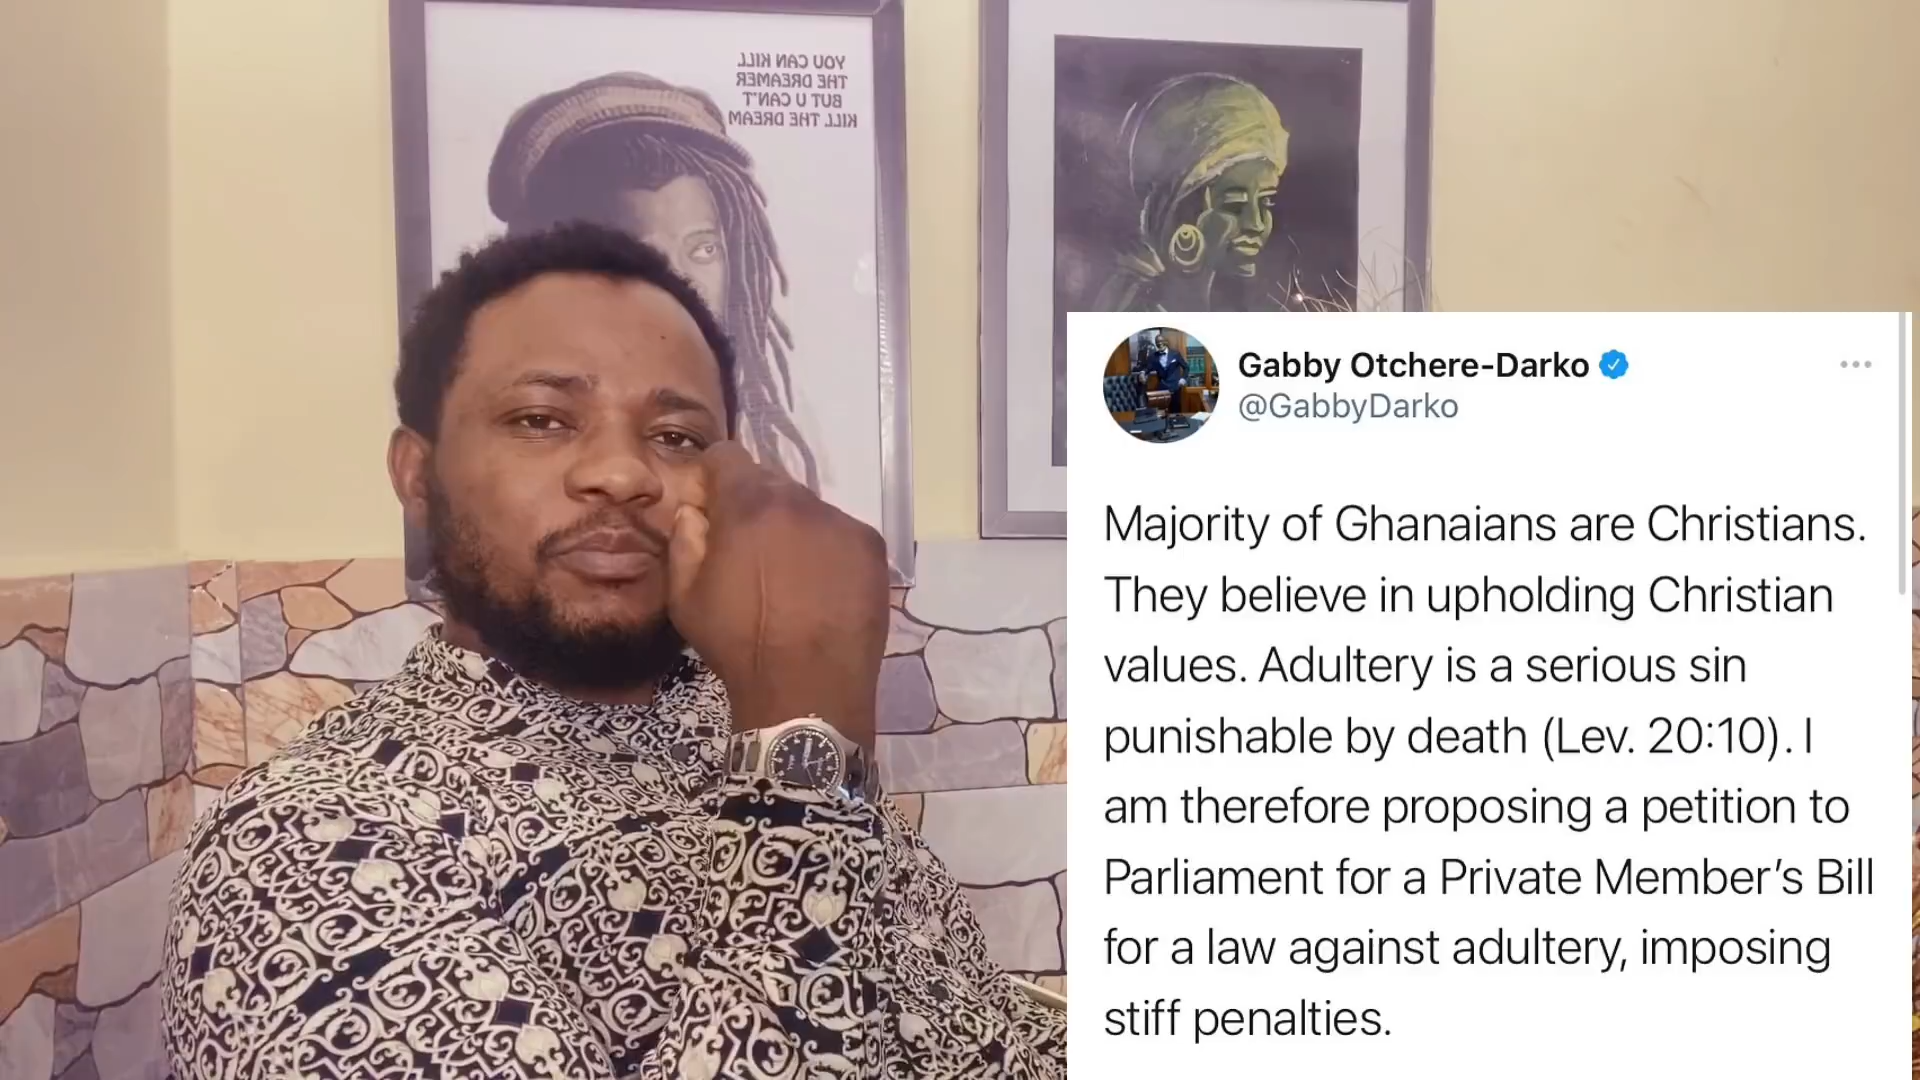 YOU CAN KILL
THE DREAMER
BUT U CAN'T
KILL THE DREAM
Gabby Otchere-Darko
@GabbyDarko
Majority of Ghanaians are Christians.
They believe in upholding Christian
values. Adultery is a serious sin
punishable by death (Lev. 20:10). I
am therefore proposing a petition to
Parliament for a Private Member’s Bill
for a law against adultery, imposing
stiff penalties.